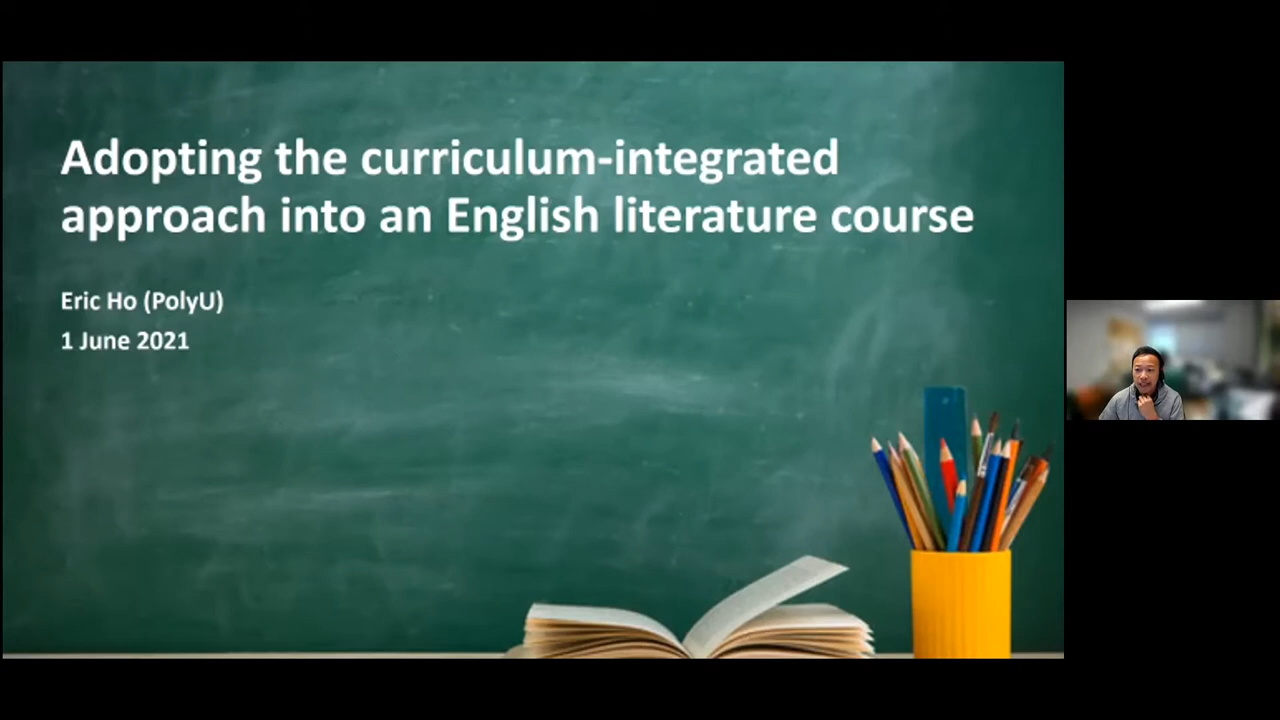 Adopting the curriculum-integrated
approach into an English literature course
Eric Ho (PolyU)
1 June 2021